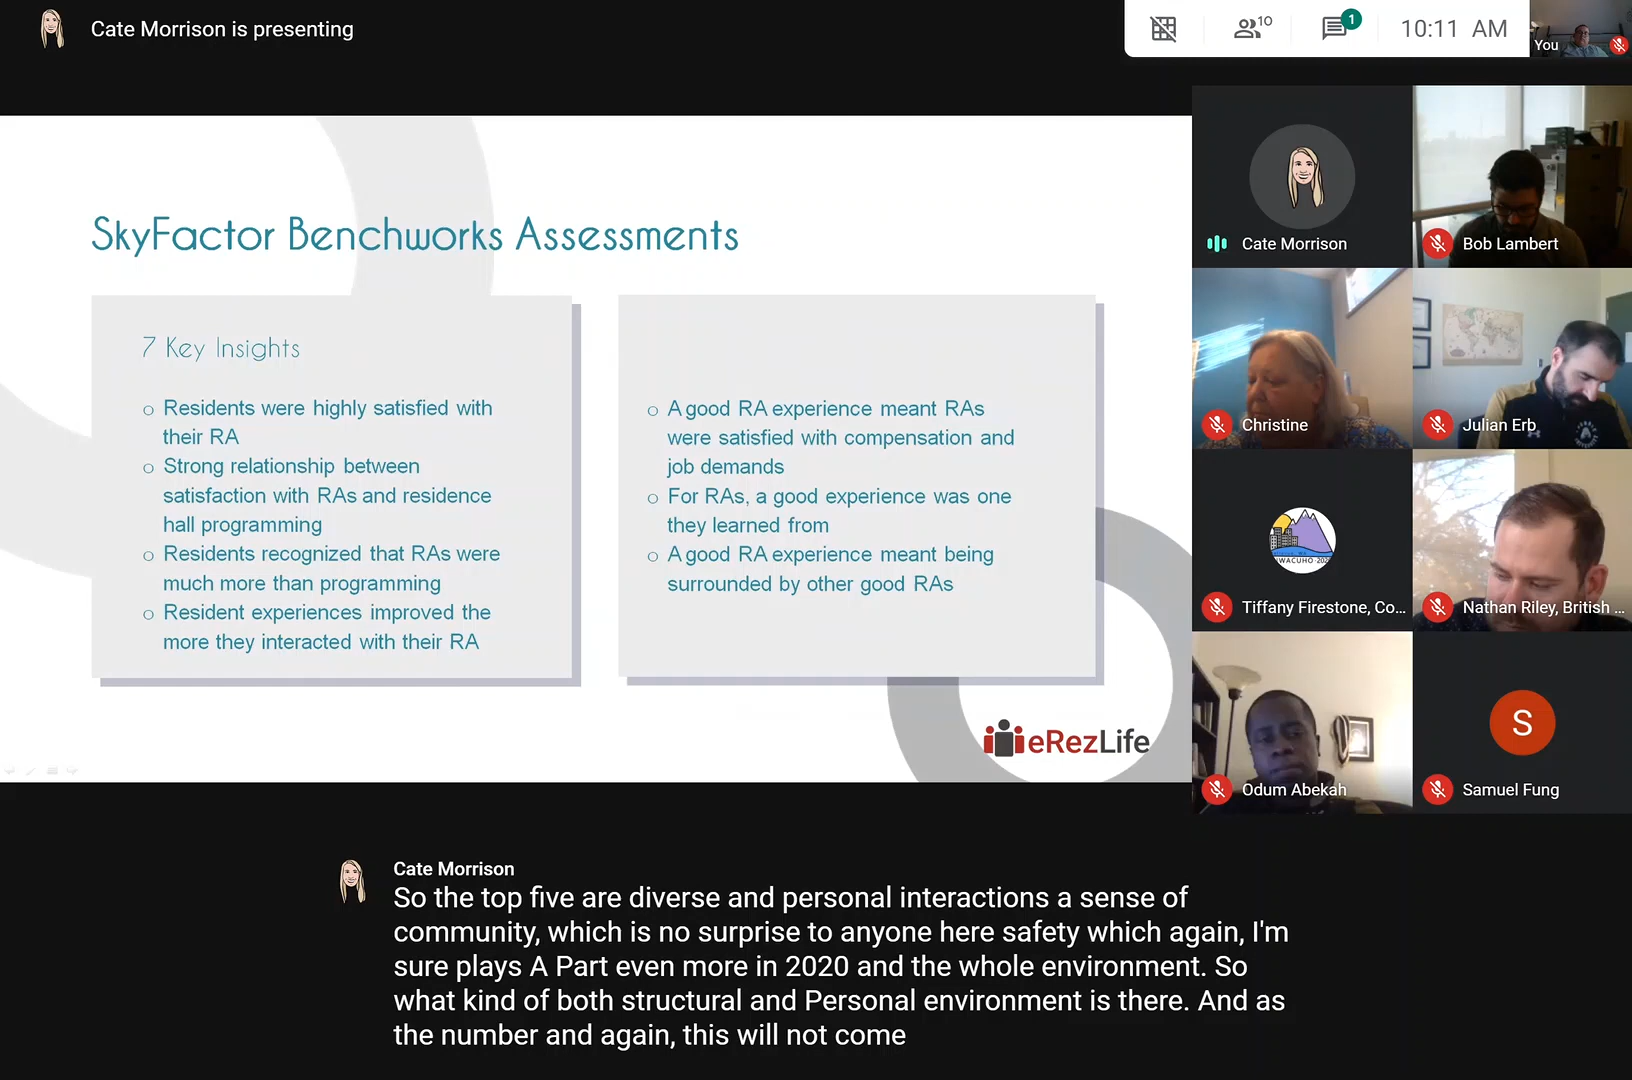 Cate Morrison is presenting
10
1
10:11 AM
You
SkyFactor Benchworks Assessments
7 Key Insights
Residents were highly satisfied with
their RA
Strong relationship between
satisfaction with RAs and residence
hall programming
Residents recognized that RAs were
much more than programming
Resident experiences improved the
more they interacted with their RA
A good RA experience meant RAs
were satisfied with compensation and
job demands
For RAs, a good experience was one
they learned from
A good RA experience meant being
surrounded by other good RAs
eRezLife
Cate Morrison
Bob Lambert
Christine
Julian Erb
Tiffany Firestone, Co...
Nathan Riley, British ...
Odum Abekah
S
Samuel Fung
Cate Morrison
So the top five are diverse and personal interactions a sense of
community, which is no surprise to anyone here safety which again, I'm
sure plays A Part even more in 2020 and the whole environment. So
what kind of both structural and Personal environment is there. And as
the number and again, this will not come